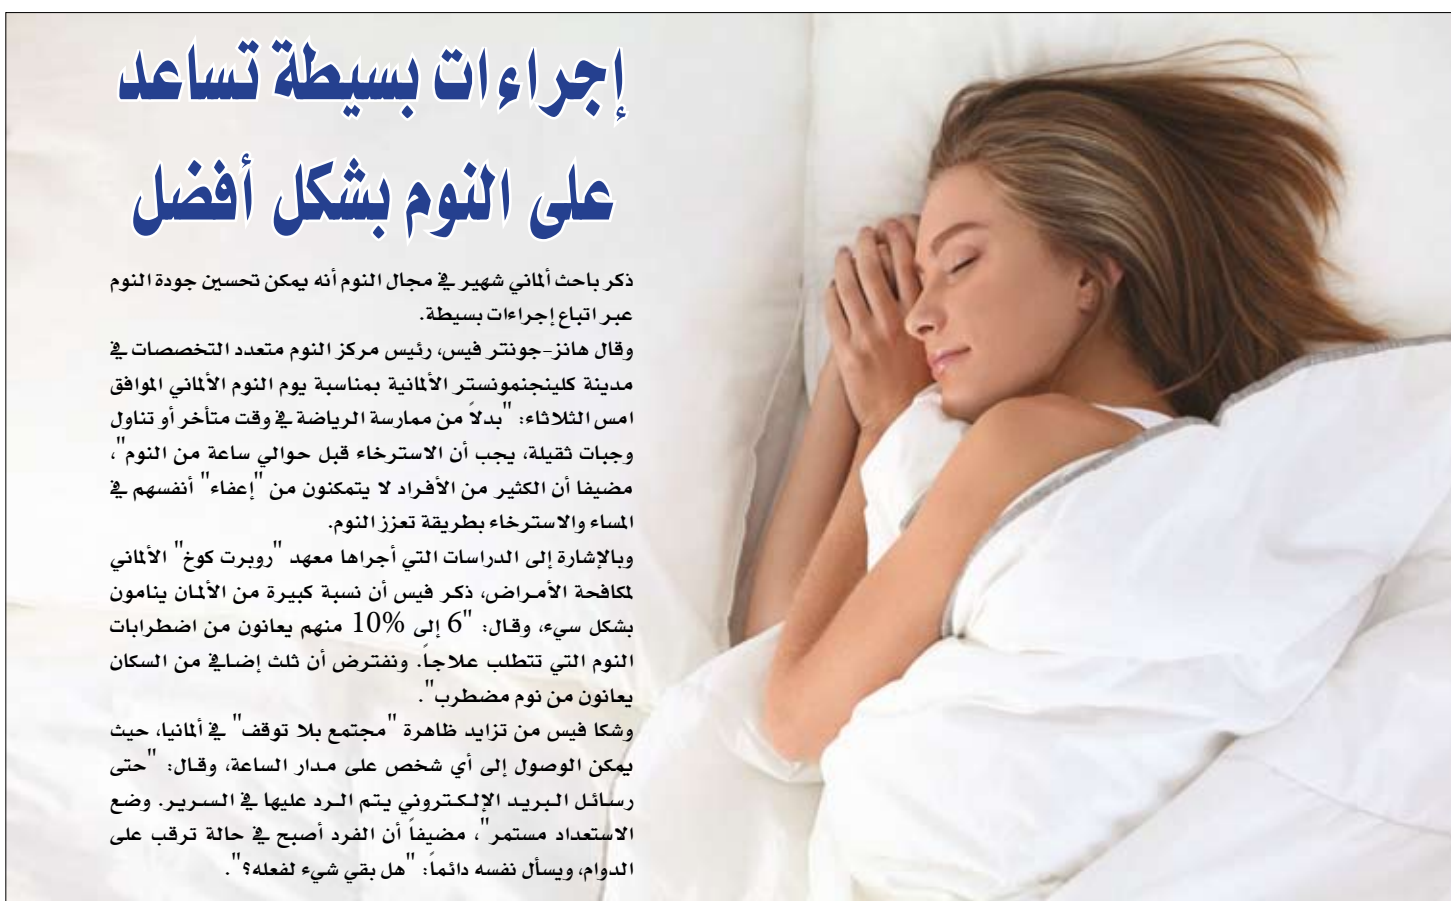 إجراءات بسيطة تساعد
على النوم بشكل أفضل
ذكر باحث ألماني شهير في مجال النوم أنه يمكن تحسين جودة النوم
عبر اتباع إجراءات بسيطة.
وقال هانز-جونتر فيس، رئيس مركز النوم متعدد التخصصات في
مدينة كلينجنمونستر الألمانية بمناسبة يوم النوم الألماني الموافق
امس الثلاثاء: "بدلاً من ممارسة الرياضة في وقت متأخر أو تناول
وجبات ثقيلة، يجب أن الاسترخاء قبل حوالي ساعة من النوم"،
مضيفا أن الكثير من الأفراد لا يتمكنون من "إعفاء" أنفسهم في
المساء والاسترخاء بطريقة تعزز النوم.
وبالإشارة إلى الدراسات التي أجراها معهد "روبرت كوخ" الألماني
لمكافحة الأمراض، ذكر فيس أن نسبة كبيرة من الألمان ينامون
بشكل سيء، وقال: "6 إلى 10% منهم يعانون من اضطرابات
النوم التي تتطلب علاجاً. ونفترض أن ثلث إضافي من السكان
يعانون من نوم مضطرب".
وشكا فيس من تزايد ظاهرة "مجتمع بلا توقف" في ألمانيا، حيث
يمكن الوصول إلى أي شخص على مدار الساعة، وقال: "حتى
رسائل البريد الإلكتروني يتم الرد عليها في السرير. وضع
الاستعداد مستمر"، مضيفاً أن الفرد أصبح في حالة ترقب على
الدوام، ويسأل نفسه دائماً: "هل بقي شيء لفعله؟".